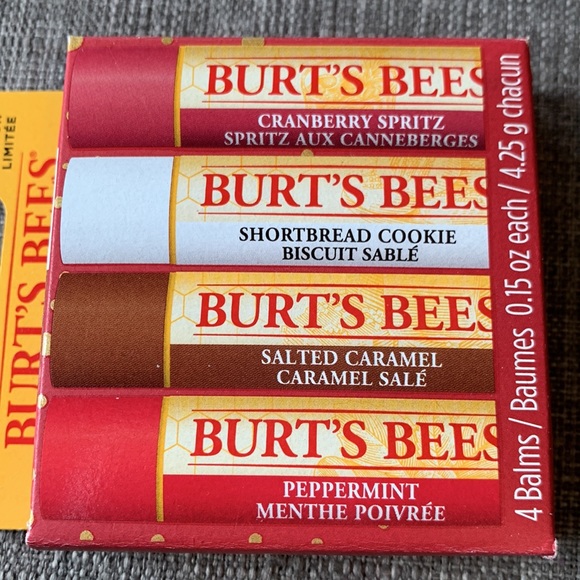 LIMITÉE
BURT'S BEES
BURT'S BEES
CRANBERRY SPRITZ
SPRITZ AUX CANNEBERGES
BURT'S BEES
SHORTBREAD COOKIE
BISCUIT SABLÉ
BURT'S BEES
SALTED CARAMEL
CARAMEL SALÉ
BURT'S BEES
PEPPERMINT
MENTHE POIVRÉE
4 Balms / Baumes 0.15 oz each / 4.25 g chacun